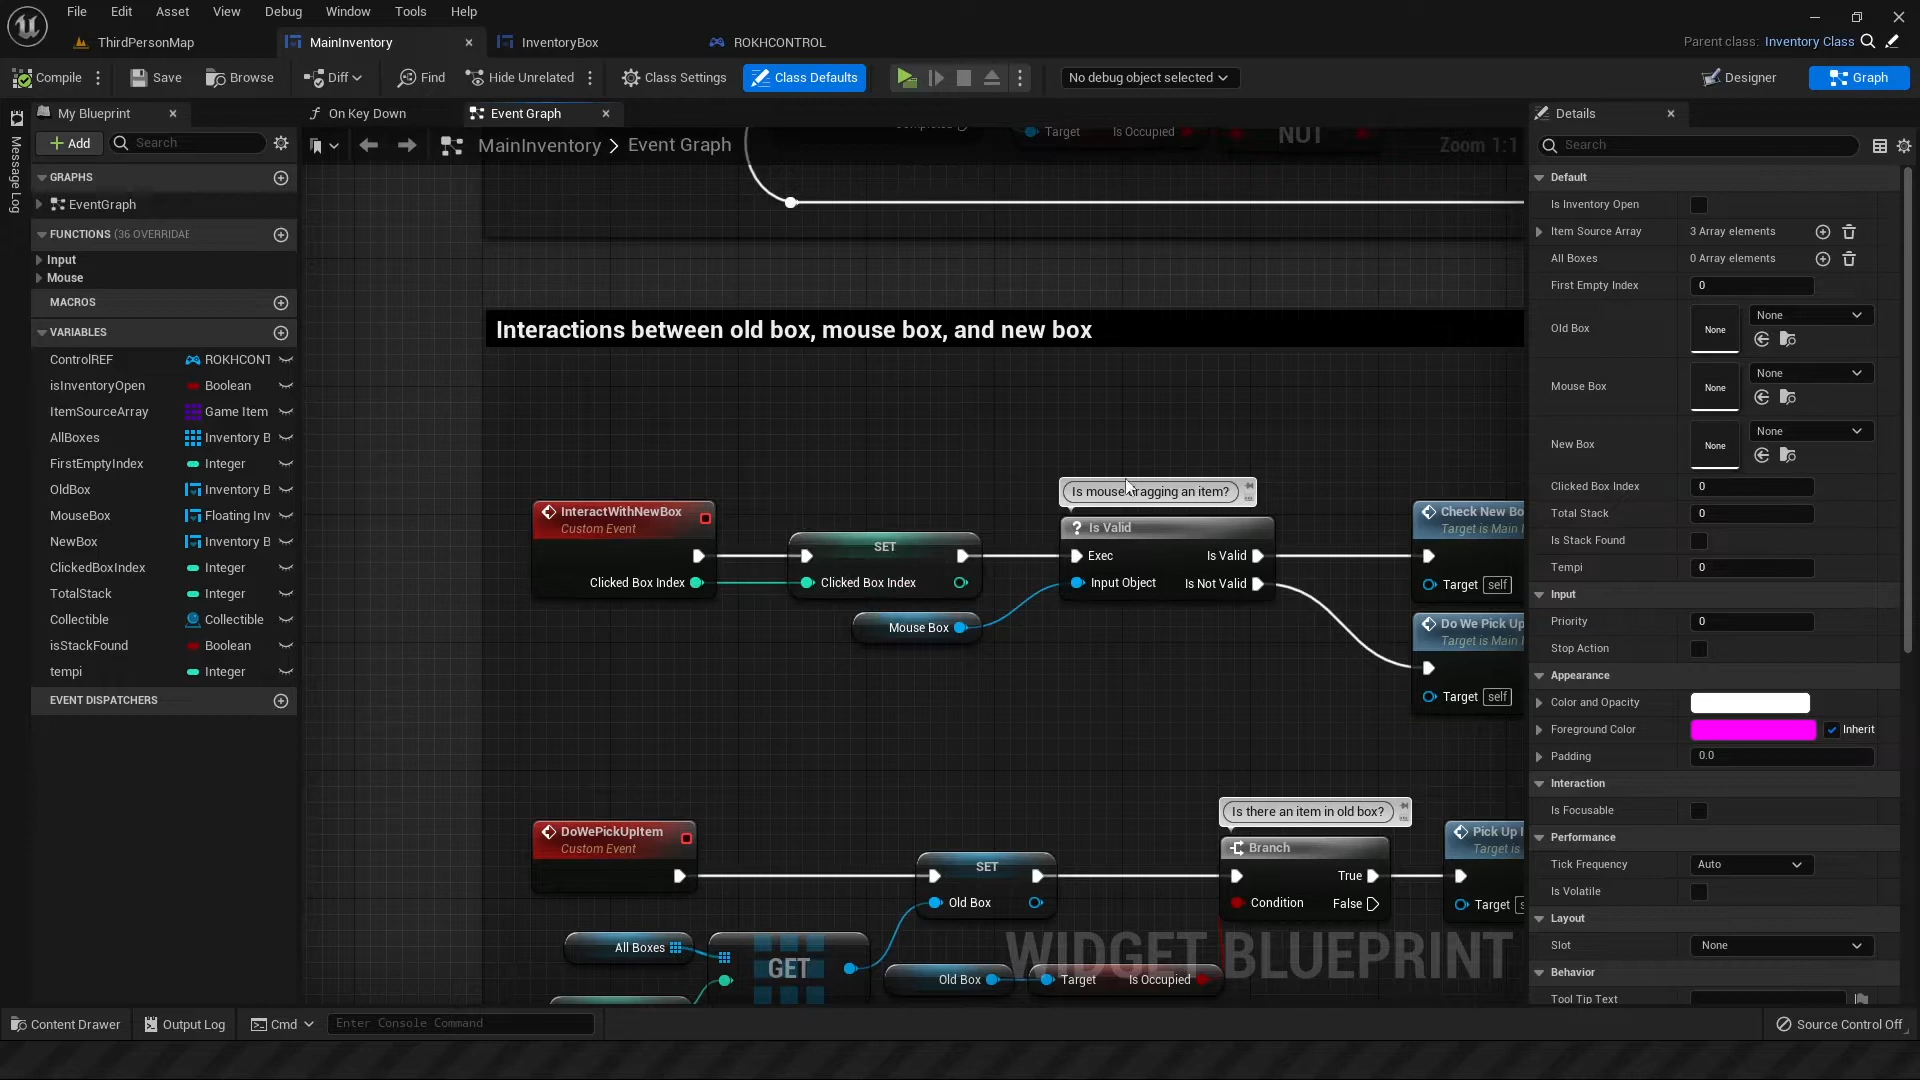 File Edit Asset View Debug Window Tools Help
ThirdPersonMap MainInventory InventoryBox ROKHCONTROL
Parent class: Inventory Class
Compile Save Browse Diff Find Hide Unrelated Class Settings Class Defaults No debug object selected Designer Graph
Message Log
My Blueprint
Add Search
GRAPHS
EventGraph
FUNCTIONS (36 OVERRIDAE
Input
Mouse
MACROS
VARIABLES
ControlREF ROKHCONT
isInventoryOpen Boolean
ItemSourceArray Game Item
AllBoxes Inventory B
FirstEmptyIndex Integer
OldBox Inventory B
MouseBox Floating Inv
NewBox Inventory B
ClickedBoxIndex Integer
TotalStack Integer
Collectible Collectible
isStackFound Boolean
tempi Integer
EVENT DISPATCHERS
On Key Down Event Graph
MainInventory > Event Graph
Zoom 1:1
Target Is Occupied
Interactions between old box, mouse box, and new box
InteractWithNewBox
Custom Event
Clicked Box Index
SET
Clicked Box Index
Mouse Box
Is Valid
Exec Is Valid
Input Object Is Not Valid
Check New Bo
Target is Main I
Target self
Do We Pick Up
Target is Main I
Target self
DoWePickUpItem
Custom Event
SET
Old Box
Is there an item in old box?
Branch
True
Condition False
Pick Up I
Target is
Target
All Boxes
GET
Old Box
Target Is Occupied
WIDGET BLUEPRINT
Details
Search
Default
Is Inventory Open
Item Source Array 3 Array elements
All Boxes 0 Array elements
First Empty Index 0
Old Box None None
Mouse Box None None
New Box None None
Clicked Box Index 0
Total Stack 0
Is Stack Found
Tempi 0
Input
Priority 0
Stop Action
Appearance
Color and Opacity
Foreground Color Inherit
Padding 0.0
Interaction
Is Focusable
Performance
Tick Frequency Auto
Is Volatile
Layout
Slot None
Behavior
Tool Tip Text
Content Drawer Output Log Cmd Enter Console Command Source Control Off